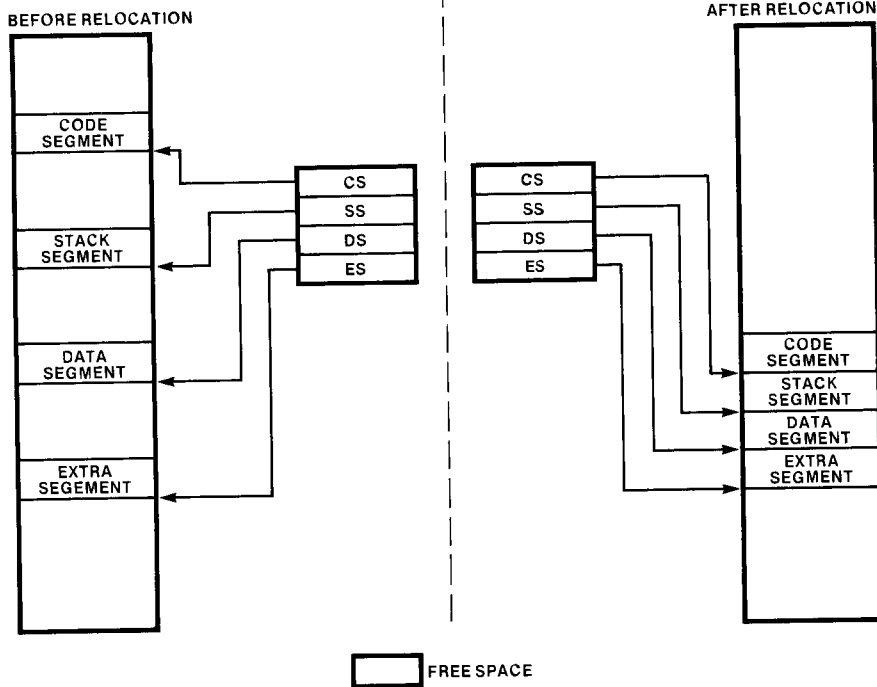 BEFORE RELOCATION
CODE
SEGMENT
STACK
SEGMENT
DATA
SEGMENT
EXTRA
SEGEMENT
CS
SS
DS
ES
AFTER RELOCATION
CS
SS
DS
ES
CODE
SEGMENT
STACK
SEGMENT
DATA
SEGMENT
EXTRA
SEGMENT
FREE SPACE